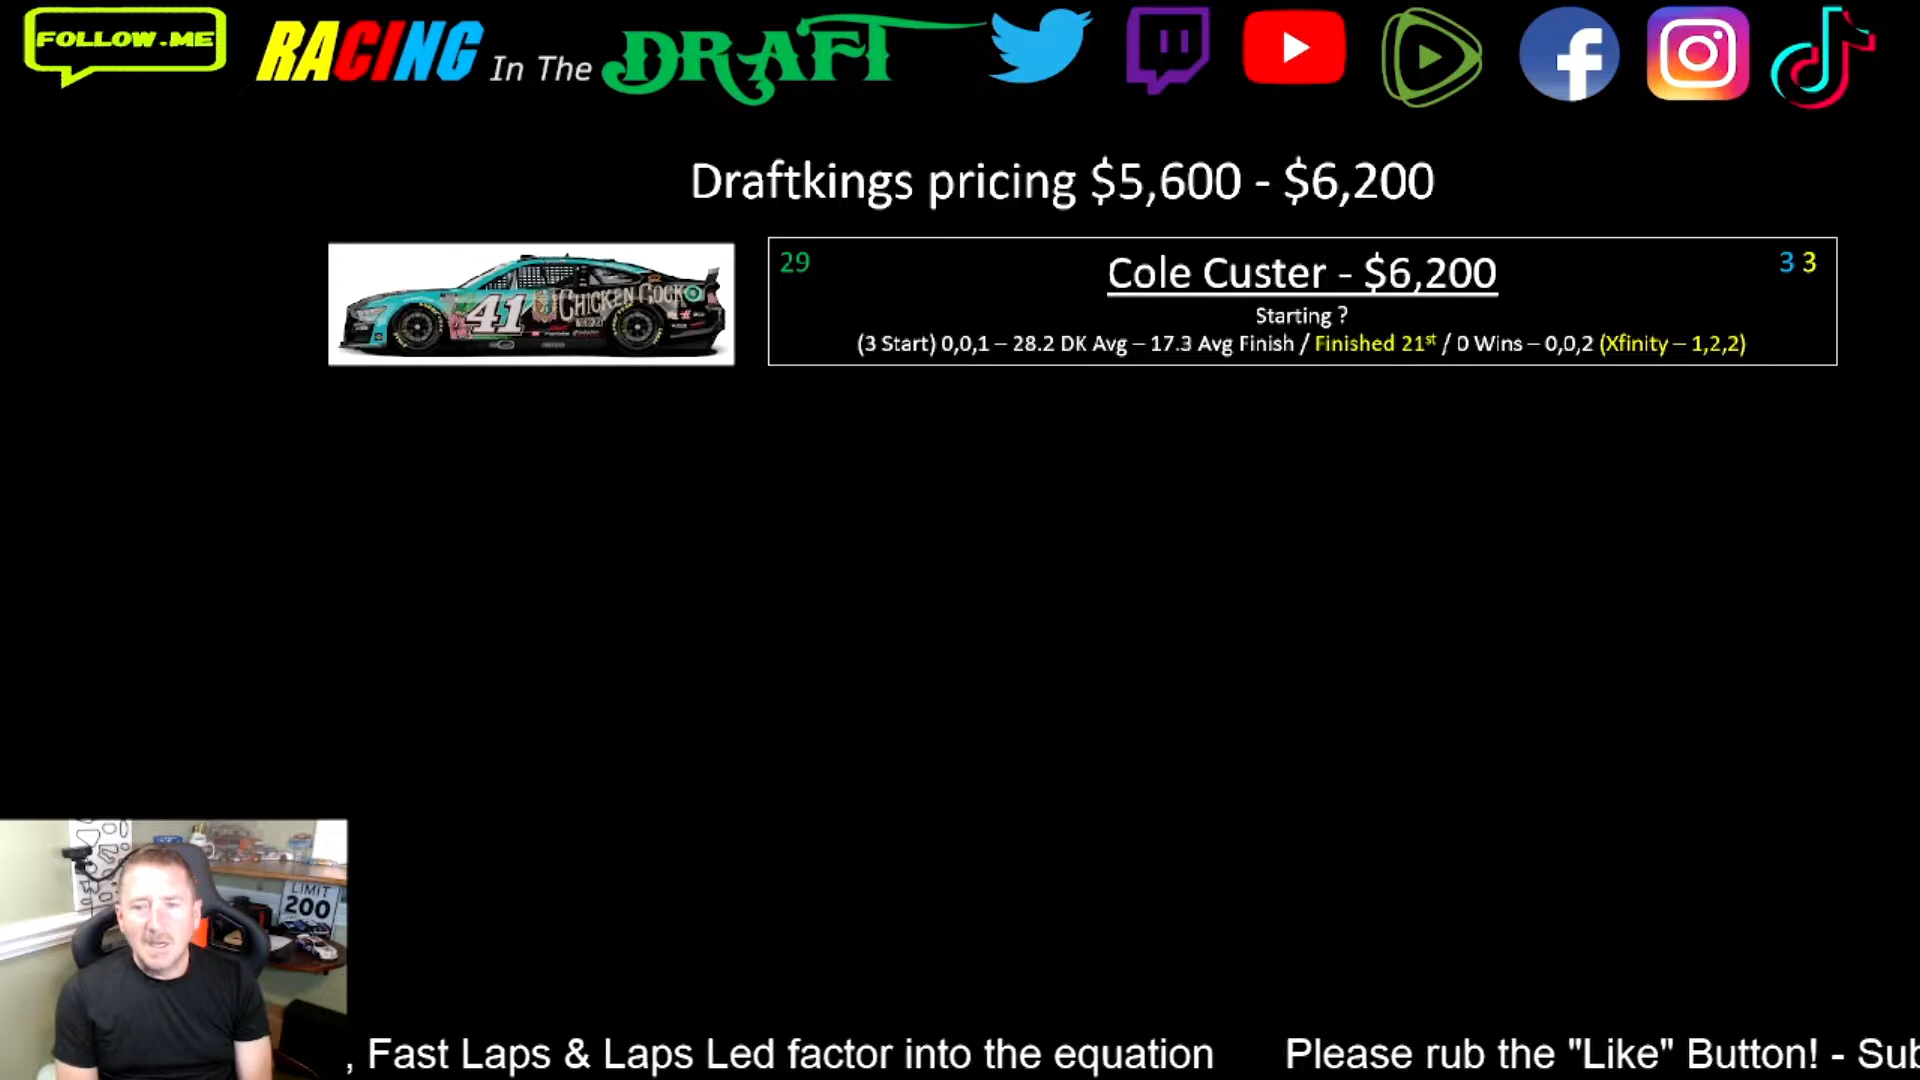 FOLLOW.ME
RACING In The DRAFT
Draftkings pricing $5,600 - $6,200
41 CHICKEN COCK
WHISKEY
29
Cole Custer - $6,200
3 3
Starting ?
(3 Start) 0,0,1 – 28.2 DK Avg – 17.3 Avg Finish / Finished 21st / 0 Wins – 0,0,2 (Xfinity – 1,2,2)
LIMIT
200
, Fast Laps & Laps Led factor into the equation Please rub the "Like" Button! - Sub